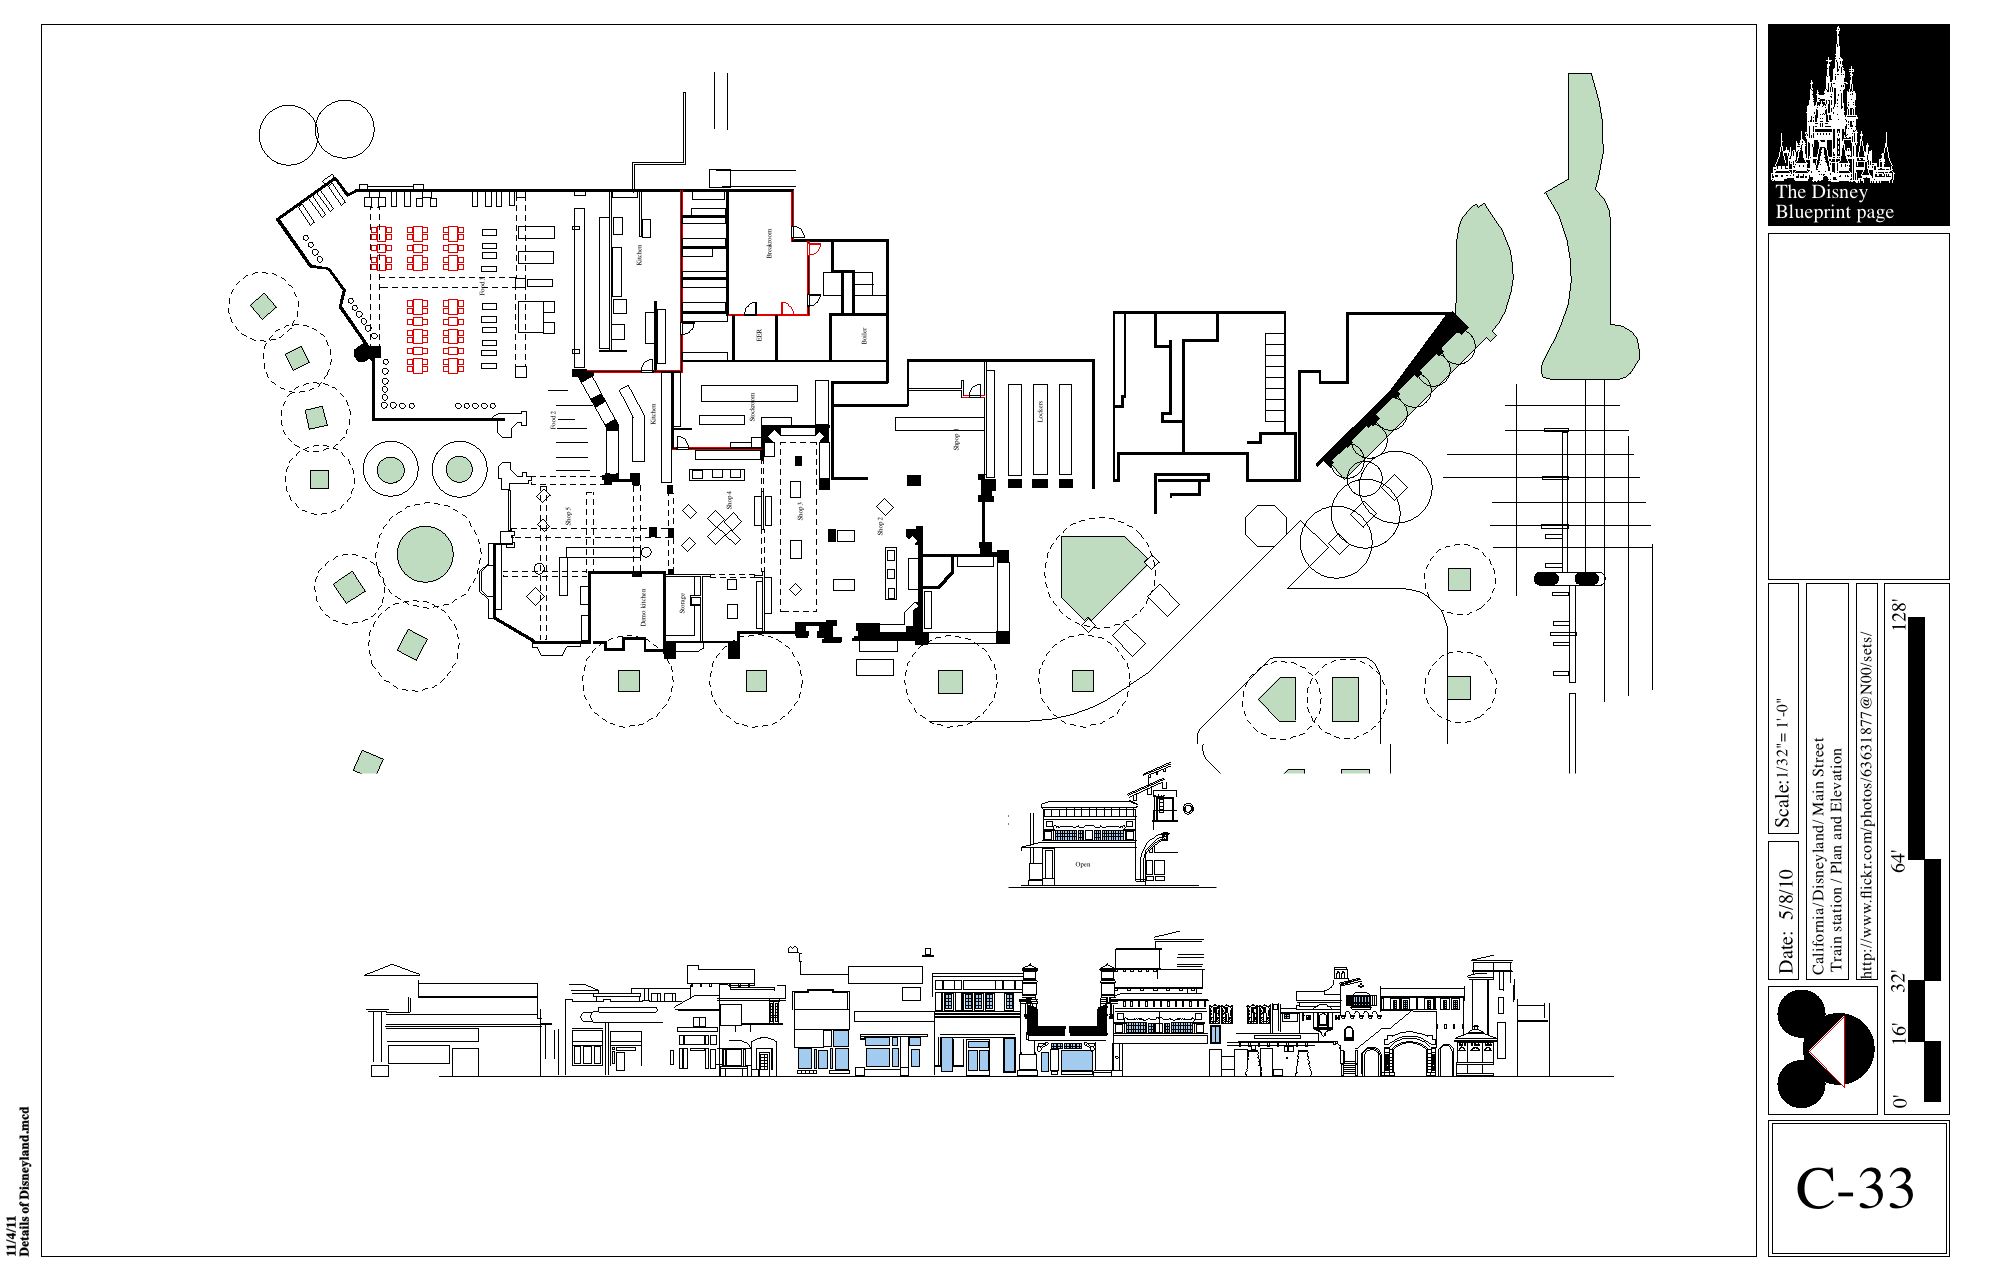 The Disney
Blueprint page
Kitchen
Breakroom
Food 1
EER
Boiler
Food 2
Kitchen
Stockroom
Shpop 1
Lockers
Shop 5
Shop 4
Shop 3
Shop 2
Demo kitchen
Storage
Open
Scale:1/32"= 1'-0"
Date: 5/8/10
California/Disneyland/ Main Street
Train station / Plan and Elevation
http://www.flickr.com/photos/63631877@N00/sets/
128'
64'
32'
16'
0'
C-33
11/4/11
Details of Disneyland.mcd